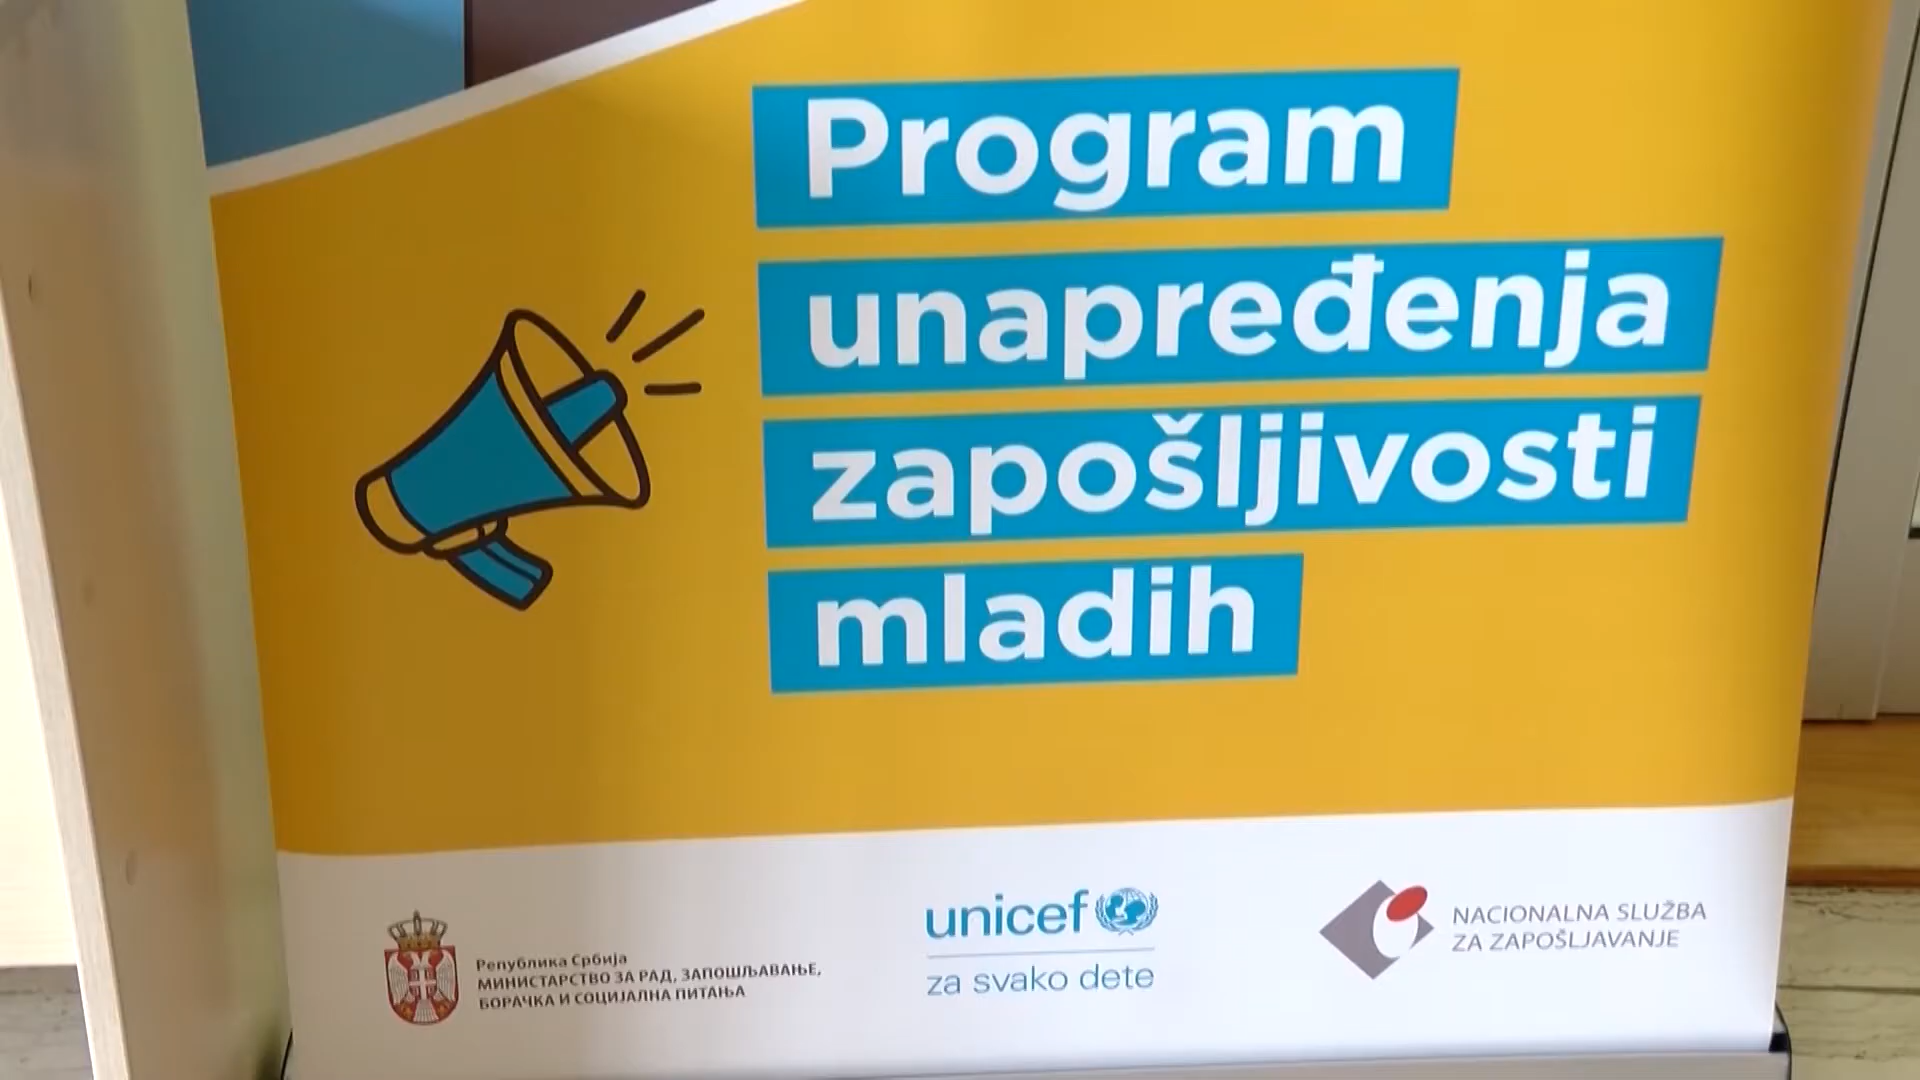 Program
unapređenja
zapošljivosti
mladih
Република Србија
МИНИСТАРСТВО ЗА РАД, ЗАПОШЉАВАЊЕ,
БОРАЧКА И СОЦИЈАЛНА ПИТАЊА
unicef
za svako dete
NACIONALNA SLUŽBA
ZA ZAPOŠLJAVANJE